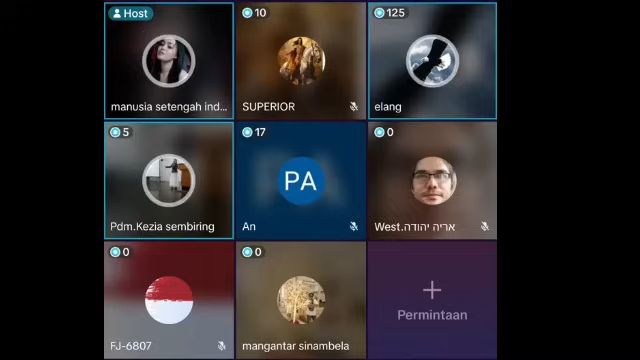 Host
10
125
manusia setengah ind...
SUPERIOR
elang
5
17
0
PA
Pdm.Kezia sembiring
An
West.אריה יהודה
0
0
Permintaan
FJ-6807
mangantar sinambela